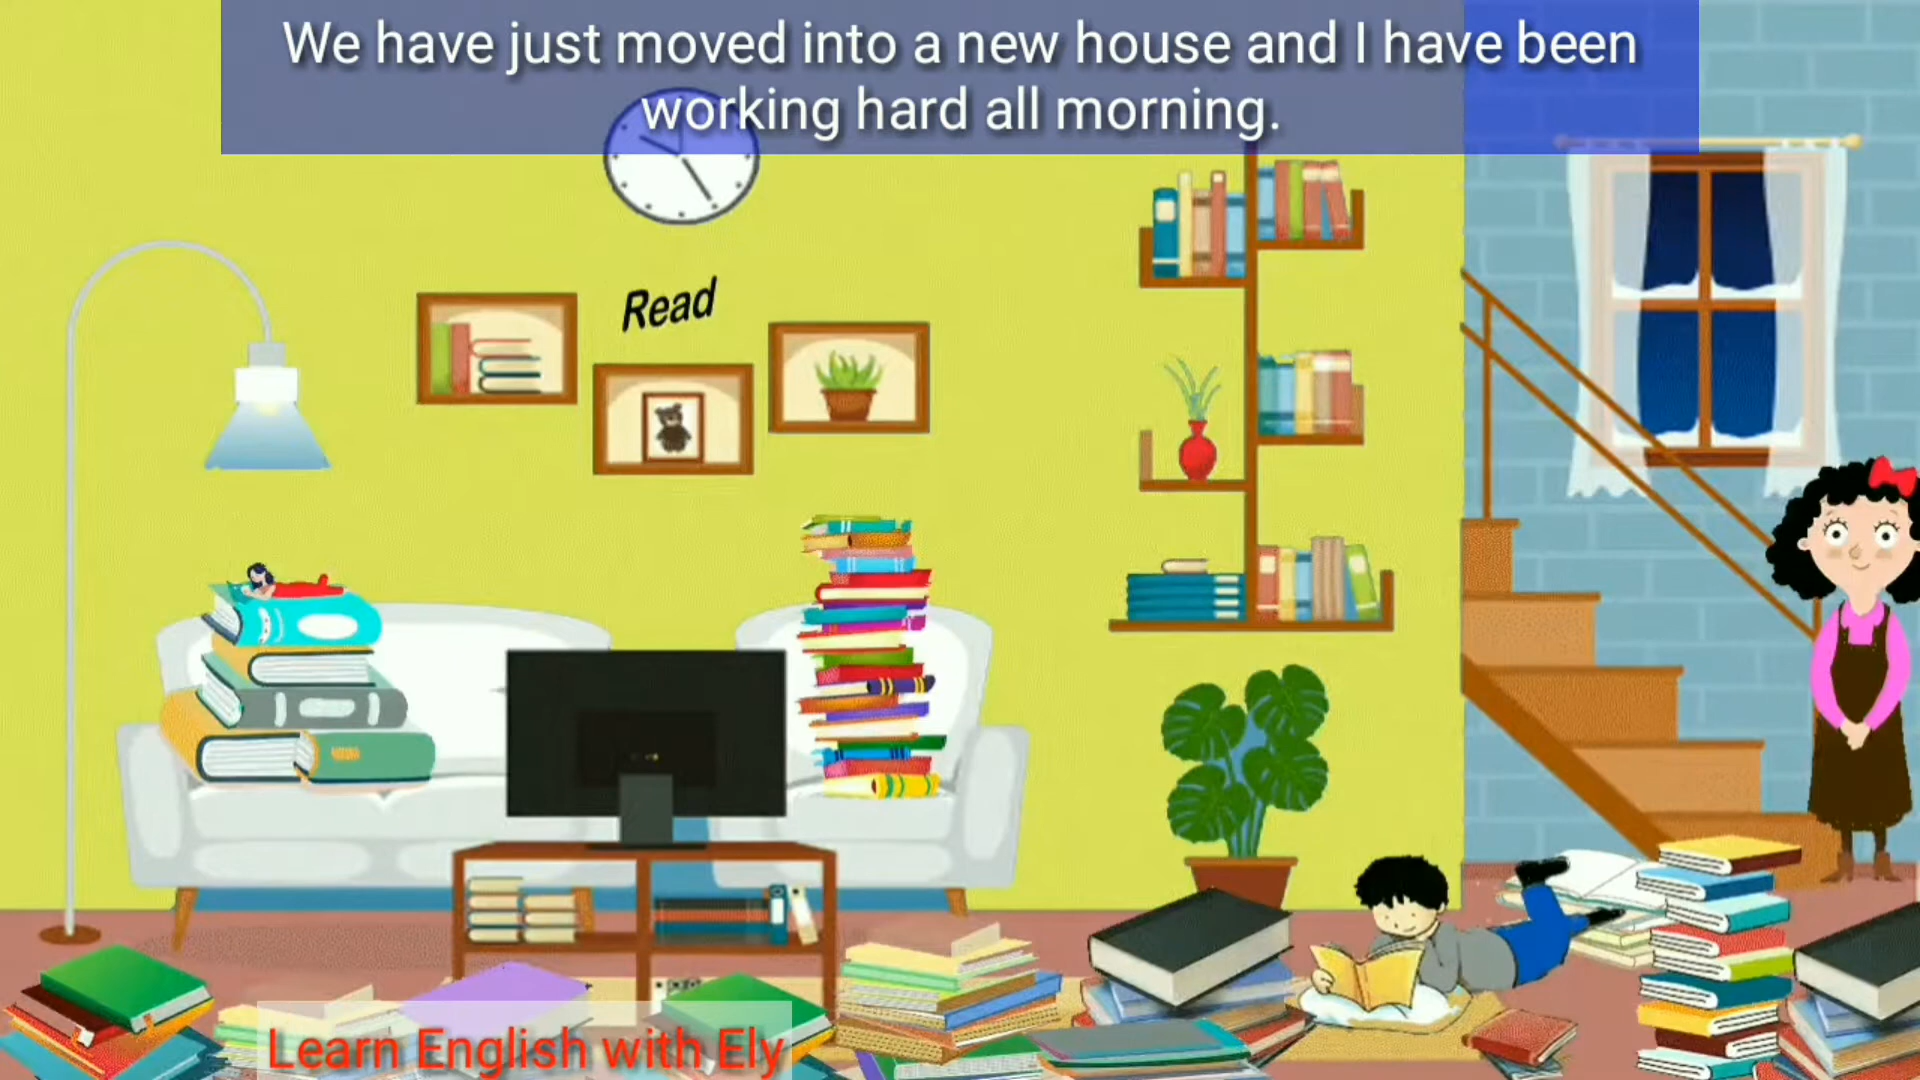 We have just moved into a new house and I have been
working hard all morning.
Read
Learn English with Ely